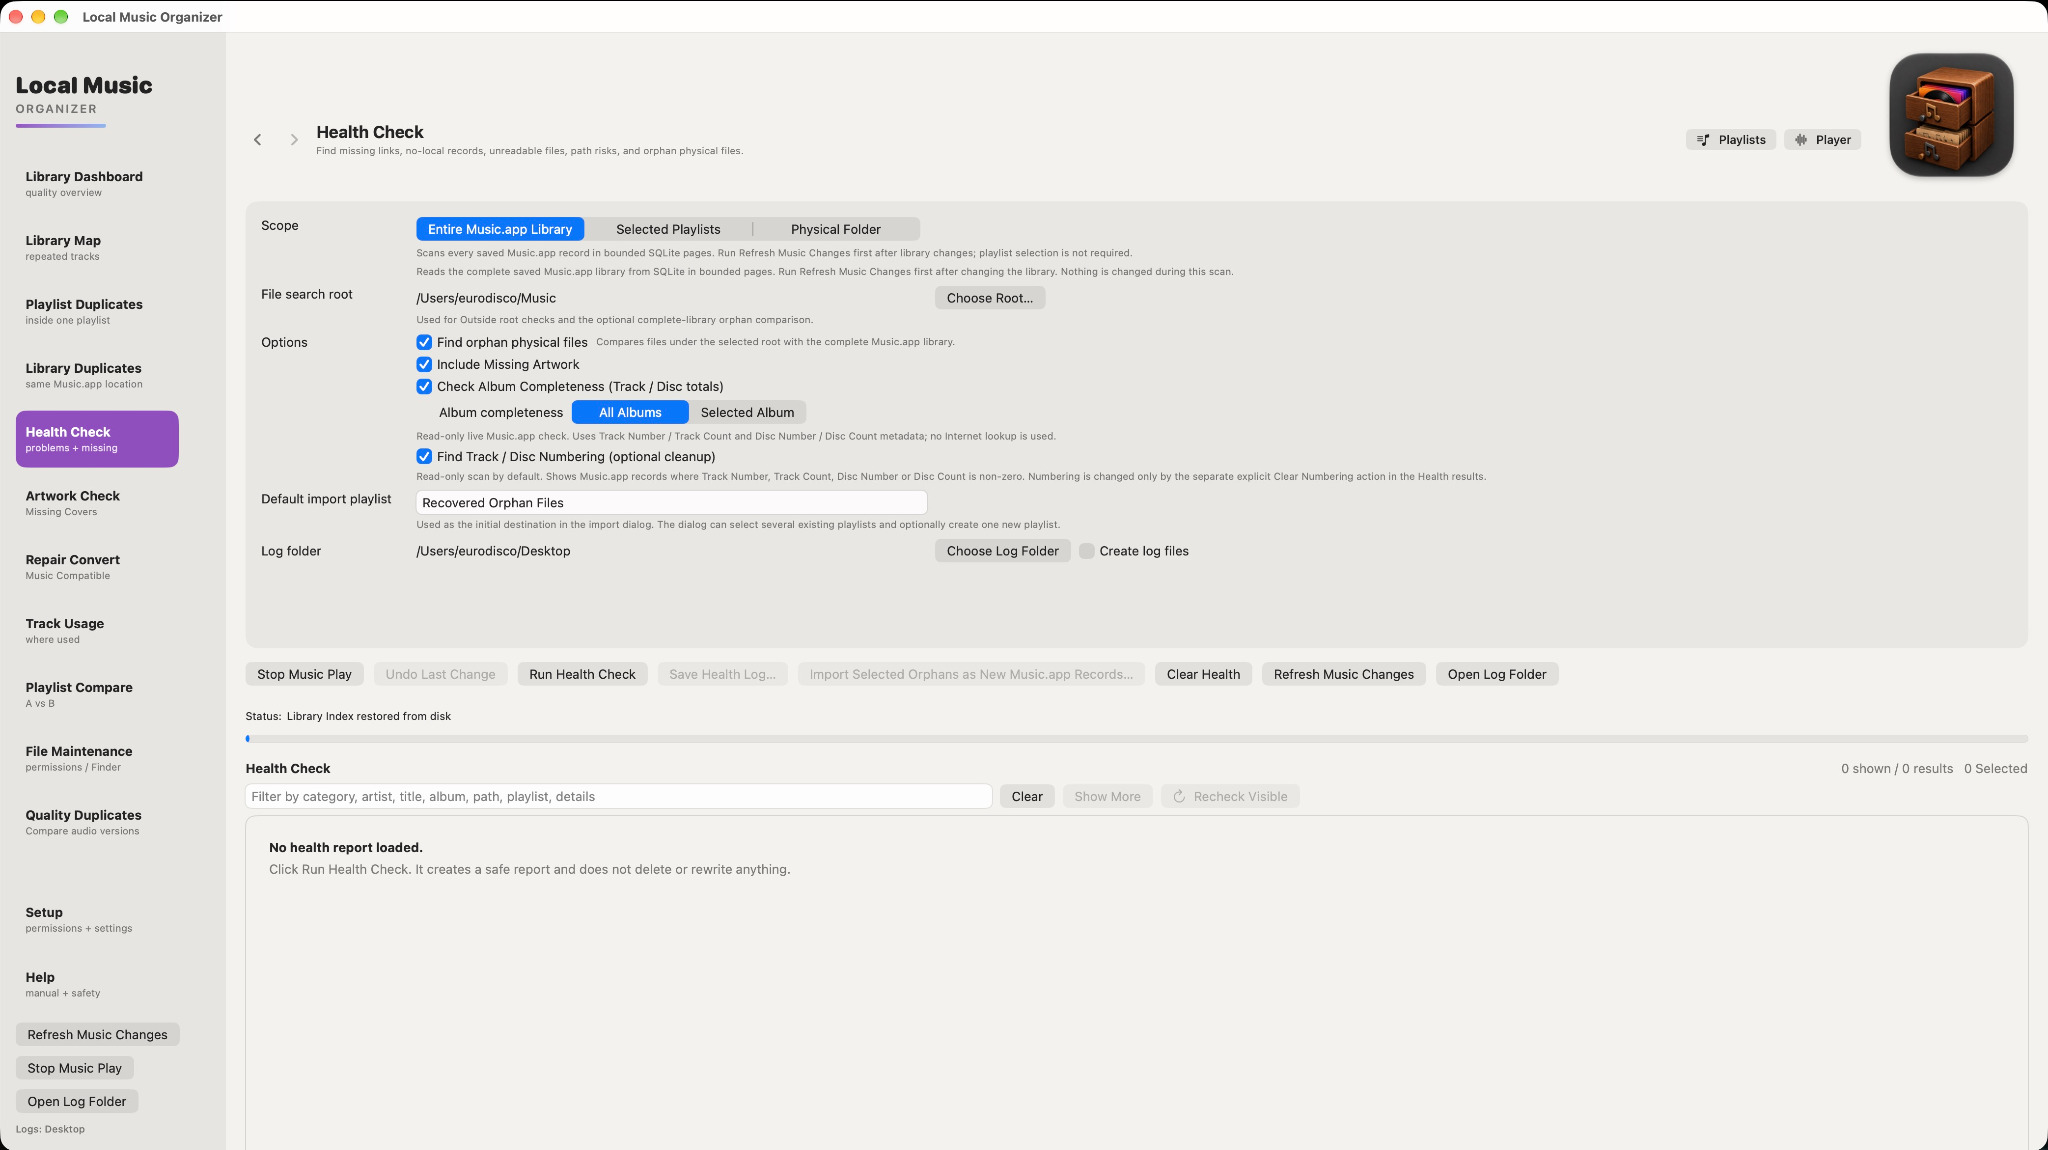 Local Music Organizer
Local Music
ORGANIZER
Library Dashboard
quality overview
Library Map
repeated tracks
Playlist Duplicates
inside one playlist
Library Duplicates
same Music.app location
Health Check
problems + missing
Artwork Check
Missing Covers
Repair Convert
Music Compatible
Track Usage
where used
Playlist Compare
A vs B
File Maintenance
permissions / Finder
Quality Duplicates
Compare audio versions
Setup
permissions + settings
Help
manual + safety
Refresh Music Changes
Stop Music Play
Open Log Folder
Logs: Desktop
Health Check
Find missing links, no-local records, unreadable files, path risks, and orphan physical files.
Playlists Player
Scope Entire Music.app Library Selected Playlists Physical Folder
Scans every saved Music.app record in bounded SQLite pages. Run Refresh Music Changes first after library changes; playlist selection is not required.
Reads the complete saved Music.app library from SQLite in bounded pages. Run Refresh Music Changes first after changing the library. Nothing is changed during this scan.
File search root /Users/eurodisco/Music Choose Root...
Used for Outside root checks and the optional complete-library orphan comparison.
Options Find orphan physical files Compares files under the selected root with the complete Music.app library.
Include Missing Artwork
Check Album Completeness (Track / Disc totals)
Album completeness All Albums Selected Album
Read-only live Music.app check. Uses Track Number / Track Count and Disc Number / Disc Count metadata; no Internet lookup is used.
Find Track / Disc Numbering (optional cleanup)
Read-only scan by default. Shows Music.app records where Track Number, Track Count, Disc Number or Disc Count is non-zero. Numbering is changed only by the separate explicit Clear Numbering action in the Health results.
Default import playlist Recovered Orphan Files
Used as the initial destination in the import dialog. The dialog can select several existing playlists and optionally create one new playlist.
Log folder /Users/eurodisco/Desktop Choose Log Folder Create log files
Stop Music Play Undo Last Change Run Health Check Save Health Log... Import Selected Orphans as New Music.app Records... Clear Health Refresh Music Changes Open Log Folder
Status: Library Index restored from disk
Health Check 0 shown / 0 results 0 Selected
Filter by category, artist, title, album, path, playlist, details Clear Show More Recheck Visible
No health report loaded.
Click Run Health Check. It creates a safe report and does not delete or rewrite anything.